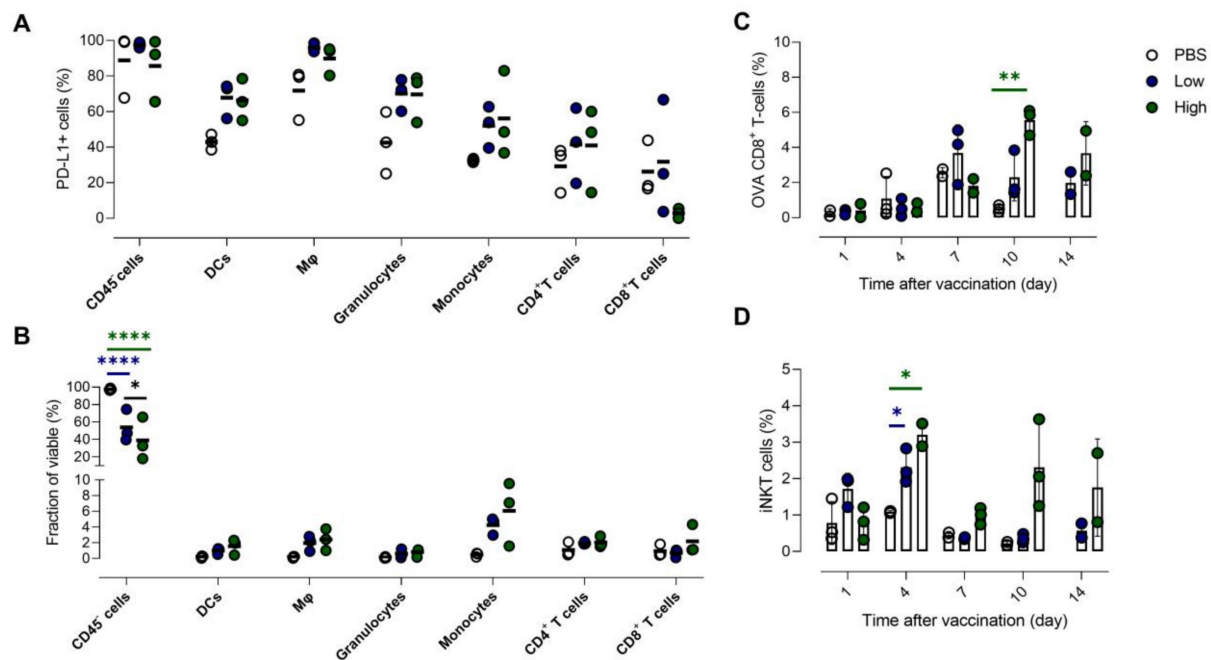 A
PD-L1+ cells (%)
100
80
60
40
20
0
CD45⁻cells
DCs
Mφ
Granulocytes
Monocytes
CD4⁺T cells
CD8⁺T cells
B
****
****
*
Fraction of viable (%)
100
80
60
40
20
10
8
6
4
2
0
CD45⁻cells
DCs
Mφ
Granulocytes
Monocytes
CD4⁺ T cells
CD8⁺ T cells
C
OVA CD8⁺ T-cells (%)
10
8
6
4
2
0
**
1
4
7
10
14
Time after vaccination (day)
PBS
Low
High
D
iNKT cells (%)
5
4
3
2
1
0
*
*
1
4
7
10
14
Time after vaccination (day)